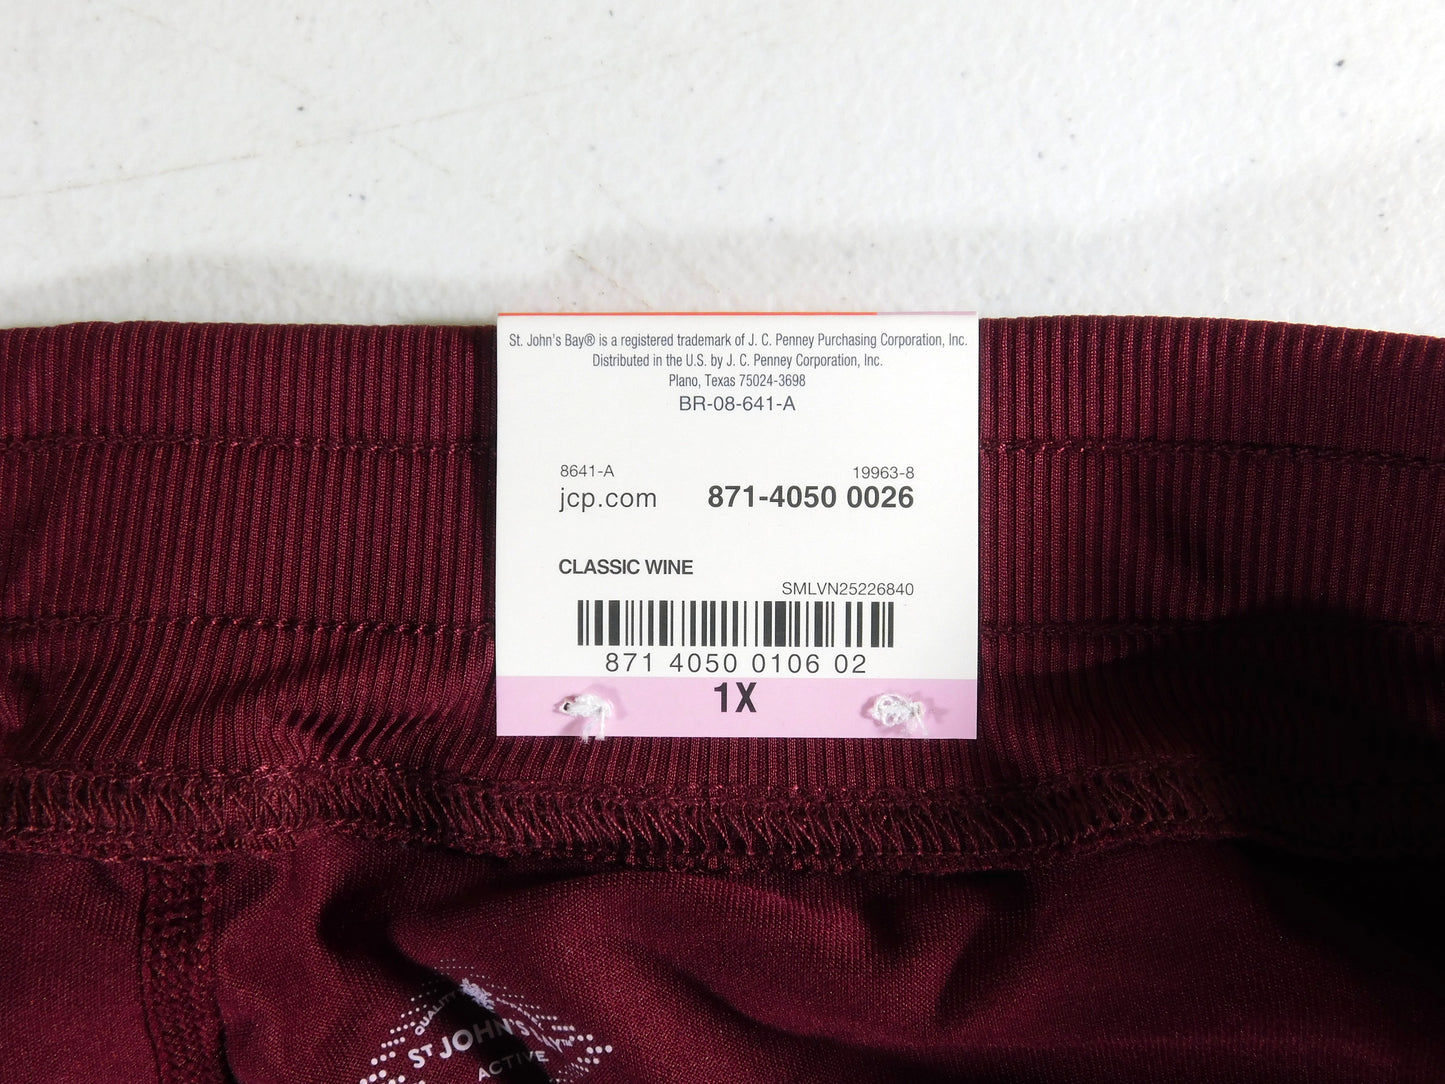 St. John's Bay® is a registered trademark of J. C. Penney Purchasing Corporation, Inc.
Distributed in the U.S. by J. C. Penney Corporation, Inc.
Plano, Texas 75024-3698
BR-08-641-A
8641-A 19963-8
jcp.com 871-4050 0026
CLASSIC WINE
SMLVN25226840
871 4050 0106 02
1X
QUALITY
ST JOHN'S BAY™
ACTIVE